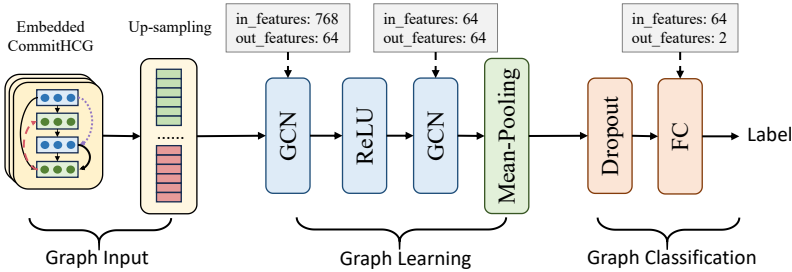 Embedded
CommitHCG
Up-sampling
in_features: 768
out_features: 64
in_features: 64
out_features: 64
in_features: 64
out_features: 2
......
GCN
ReLU
GCN
Mean-Pooling
Dropout
FC
Label
Graph Input
Graph Learning
Graph Classification